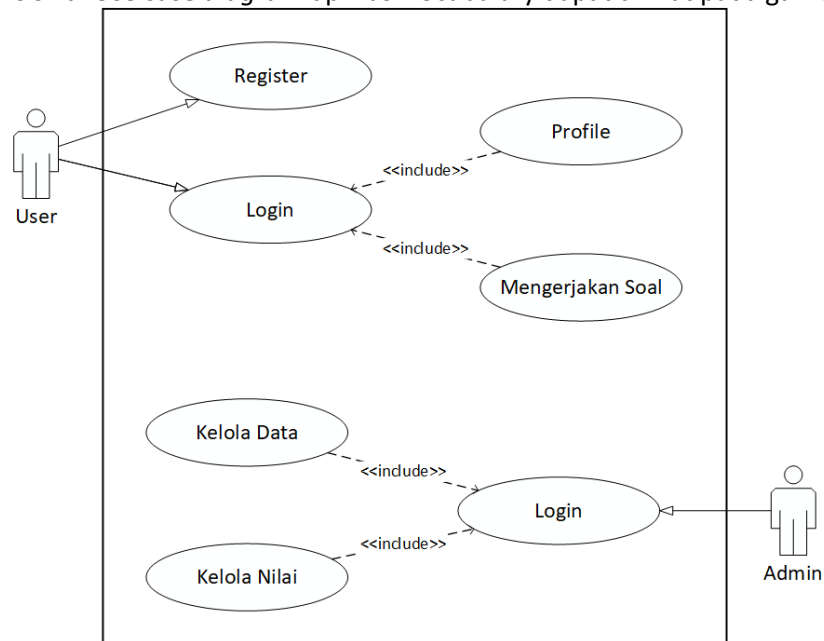 Register
Profile
<<include>>
User
Login
<<include>>
Mengerjakan Soal
Kelola Data
<<include>>
Login
<<include>>
Kelola Nilai
Admin